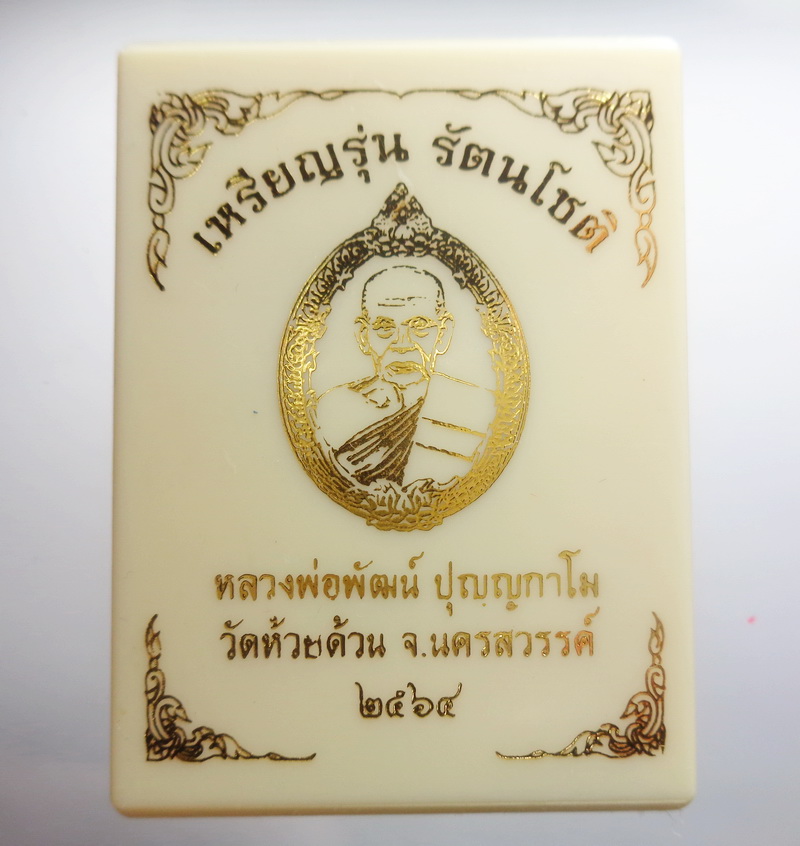 เหรียญรุ่น รัตนโชติ
หลวงพ่อพัฒน์ ปุญฺญกาโม
วัดห้วยด้วน จ.นครสวรรค์
๒๕๖๔